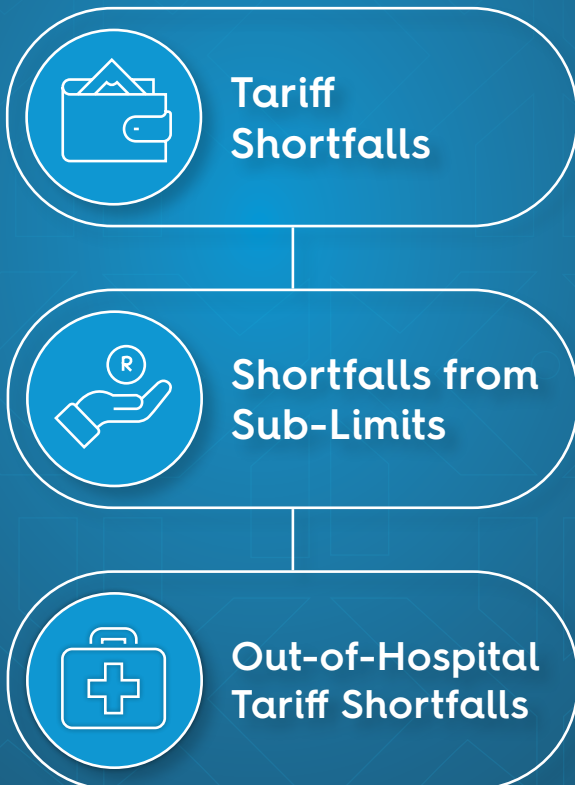 Tariff
Shortfalls
R
Shortfalls from
Sub-Limits
Out-of-Hospital
Tariff Shortfalls